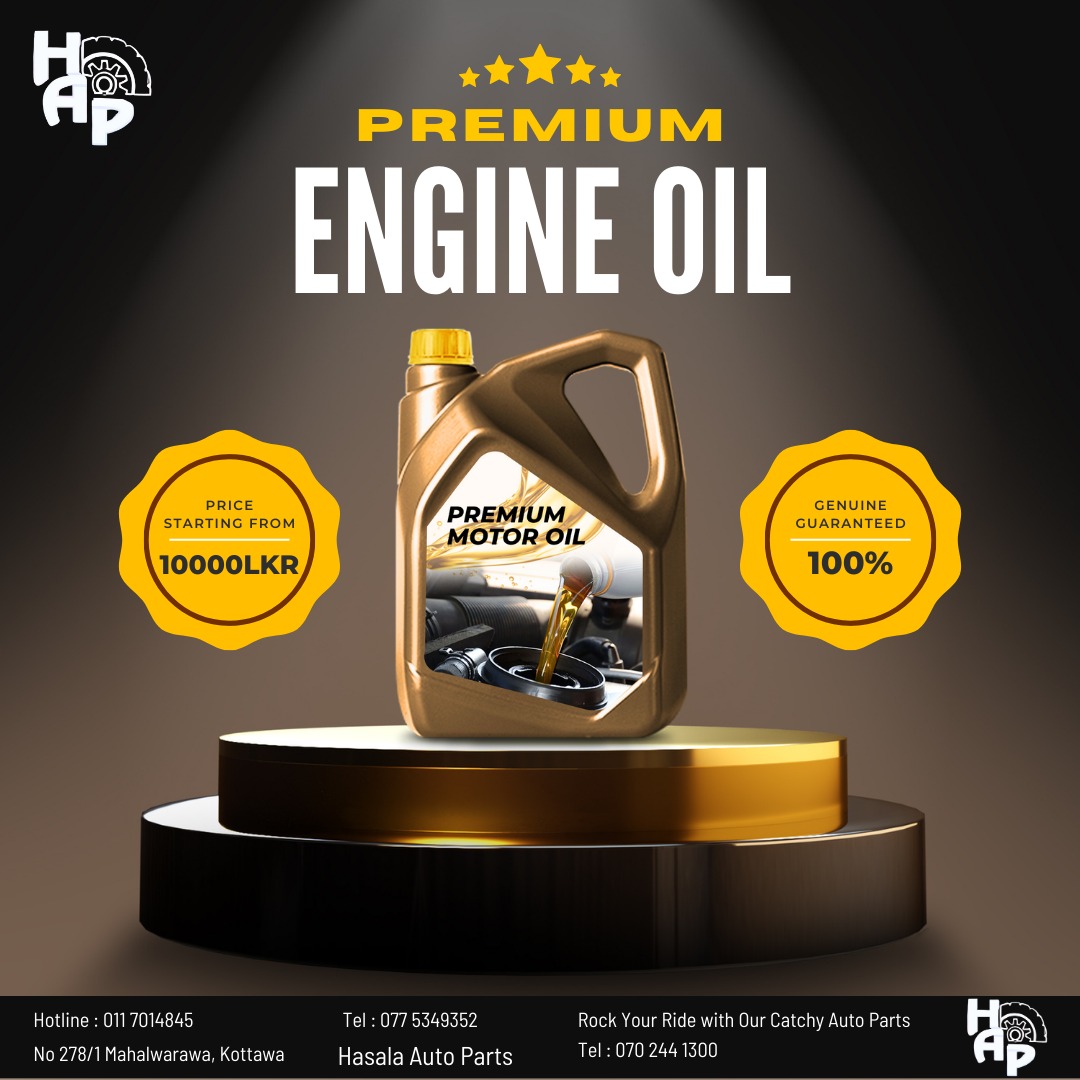 HAP
PREMIUM
ENGINE OIL
PRICE
STARTING FROM
10000LKR
PREMIUM
MOTOR OIL
GENUINE
GUARANTEED
100%
Hotline : 011 7014845
No 278/1 Mahalwarawa, Kottawa
Tel : 077 5349352
Hasala Auto Parts
Rock Your Ride with Our Catchy Auto Parts
Tel : 070 244 1300
HAP